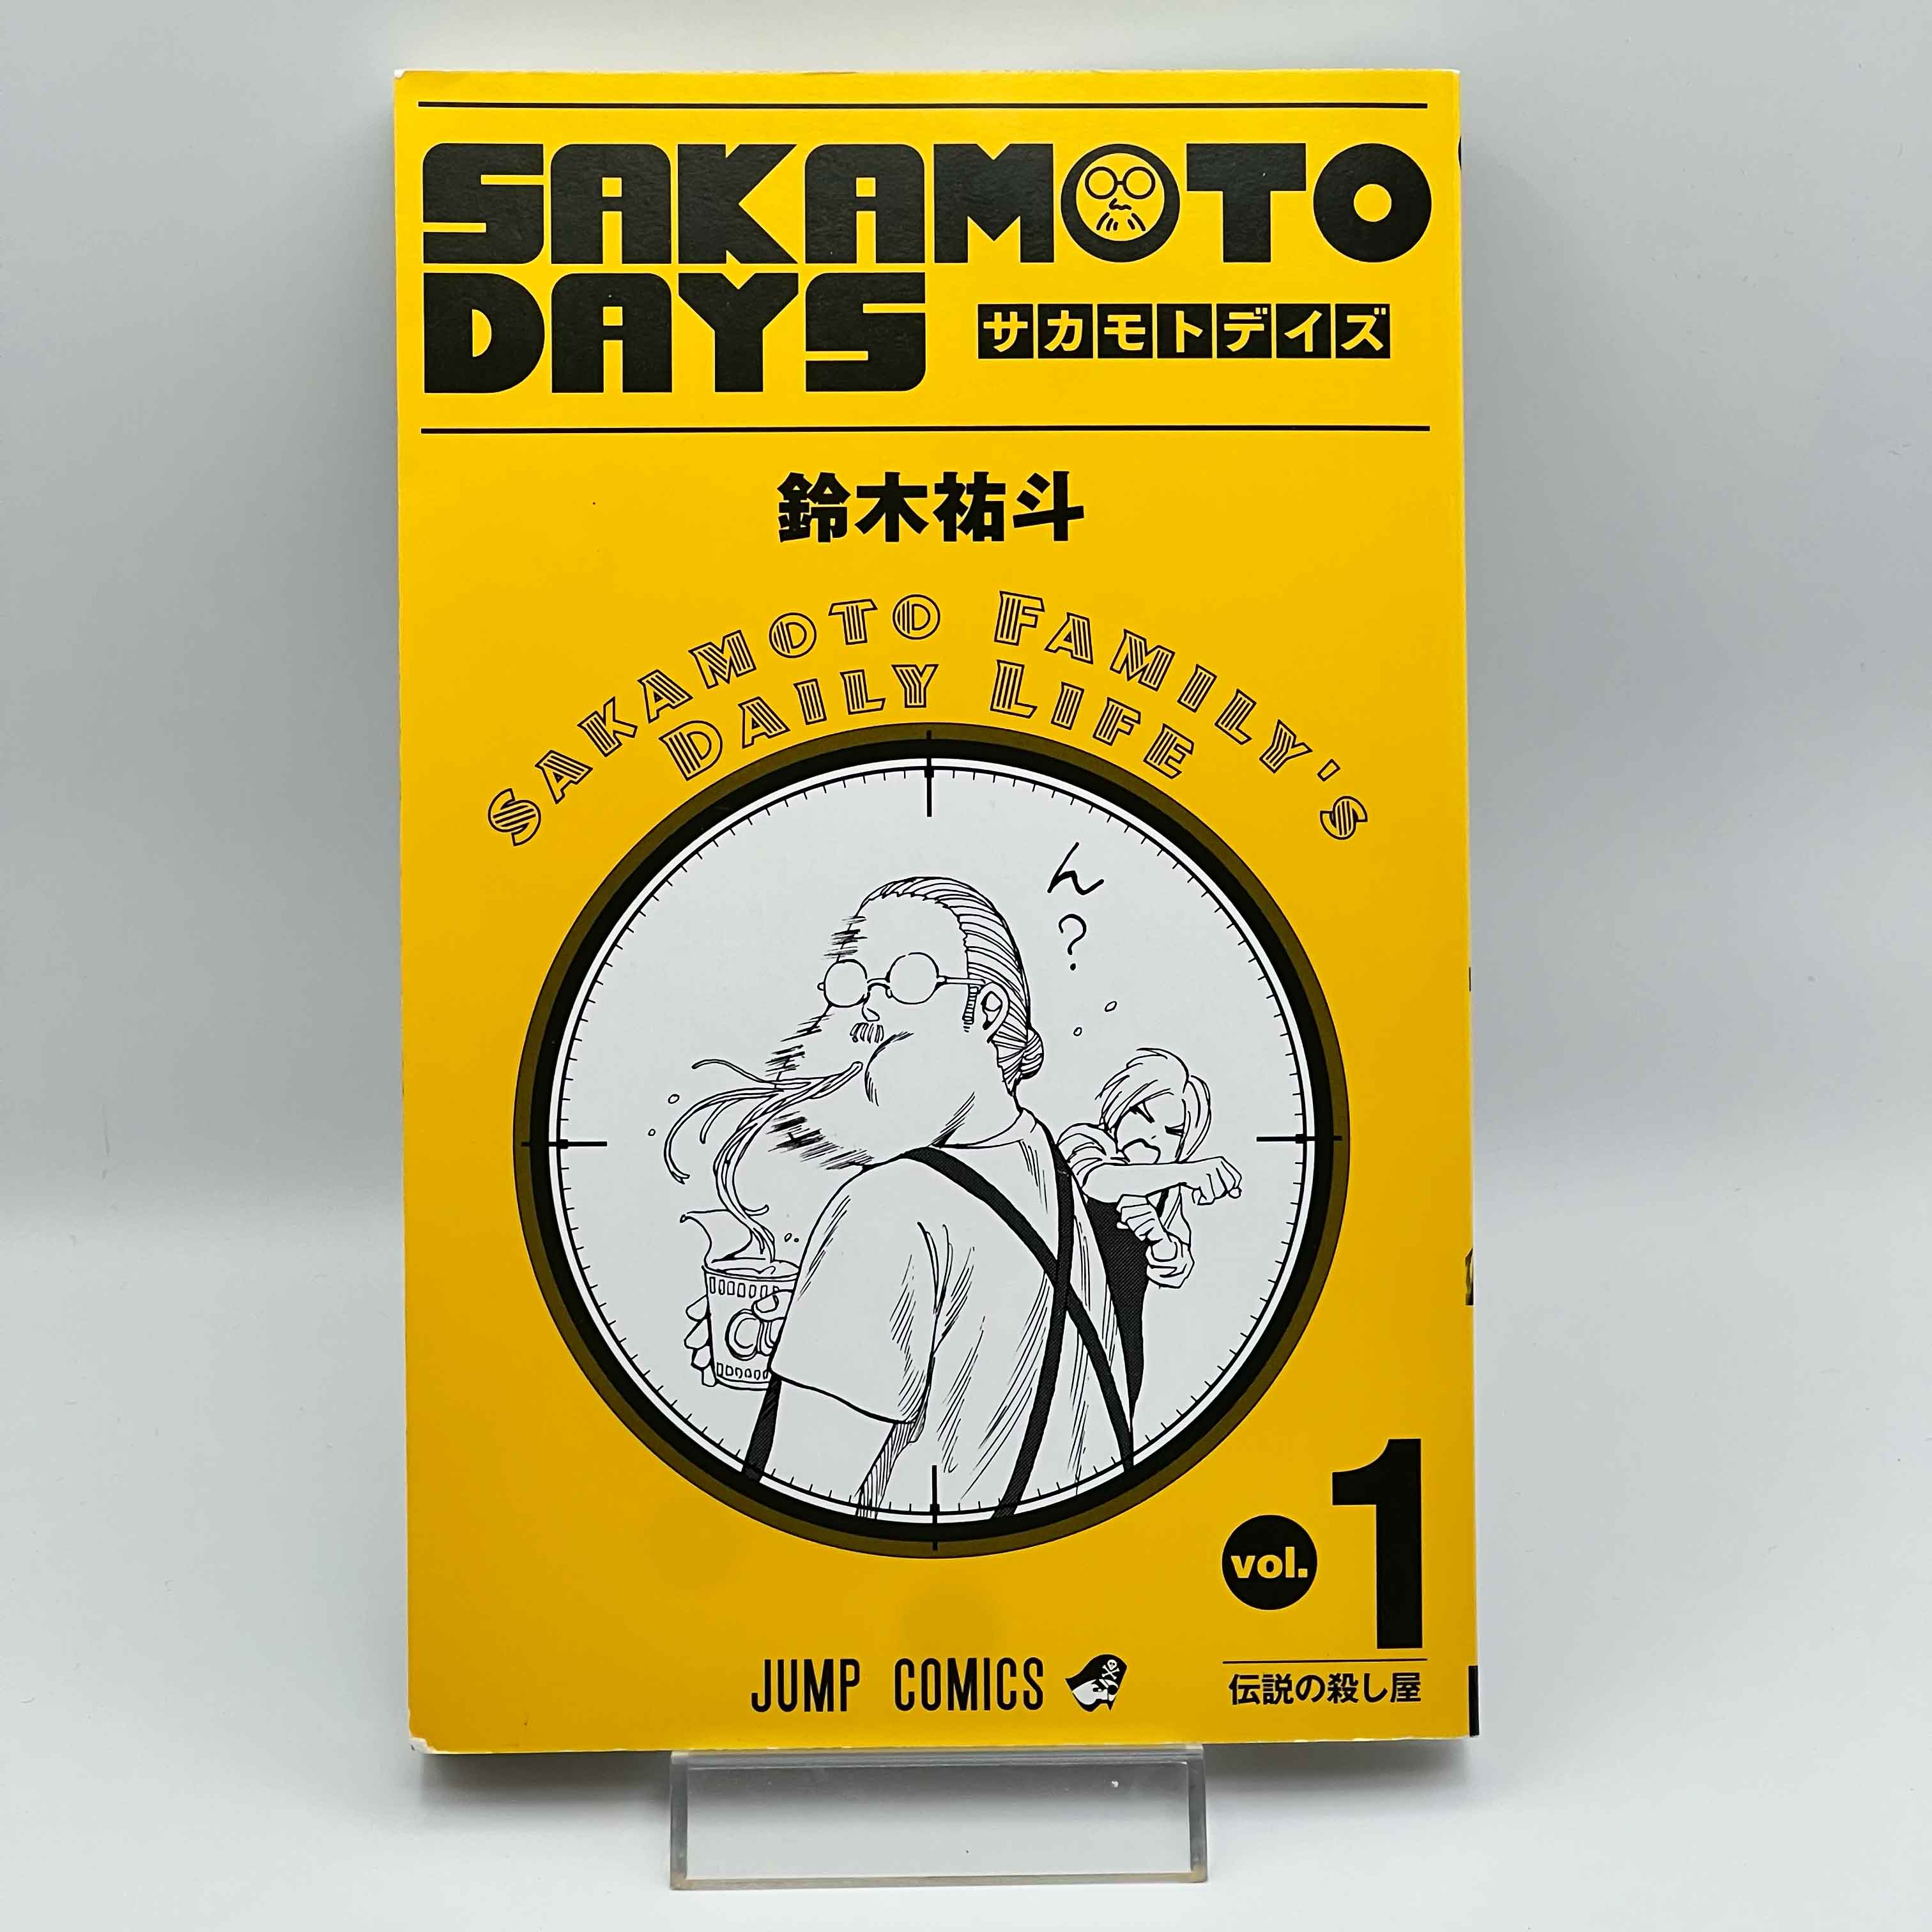 SAKAMOTO
DAYS
サカモトデイズ
鈴木祐斗
SAKAMOTO FAMILY'S
DAILY LIFE
ん?
vol. 1
JUMP COMICS
伝説の殺し屋